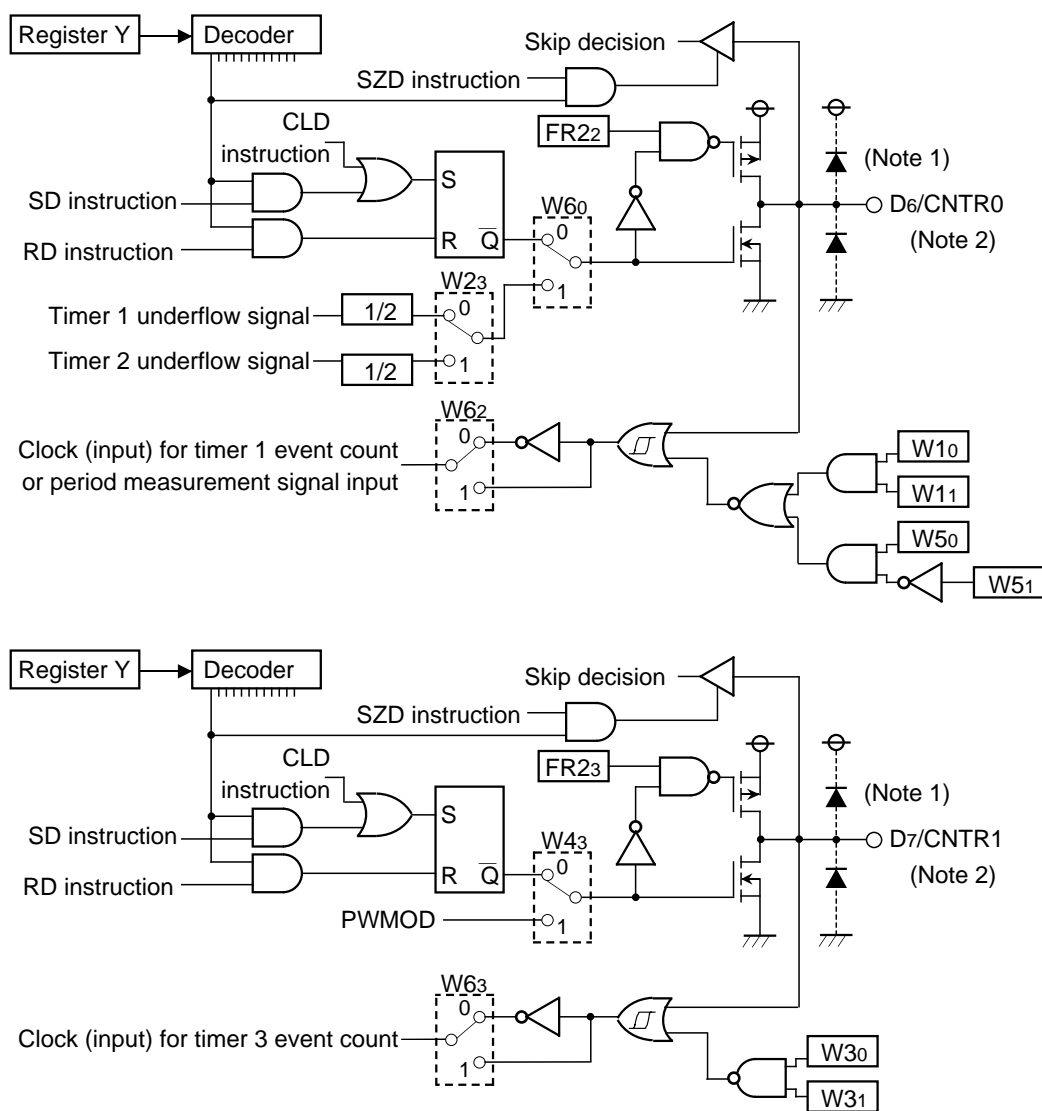 Register Y
Decoder
Skip decision
SZD instruction
CLD
instruction
FR22
(Note 1)
SD instruction
S
W60
D6/CNTR0
RD instruction
R
Q
0
(Note 2)
W23
1
Timer 1 underflow signal
1/2
0
Timer 2 underflow signal
1/2
1
W62
Clock (input) for timer 1 event count
0
or period measurement signal input
1
W10
W11
W50
W51
Register Y
Decoder
Skip decision
SZD instruction
CLD
instruction
FR23
(Note 1)
SD instruction
S
W43
D7/CNTR1
RD instruction
R
Q
0
(Note 2)
PWMOD
1
W63
0
Clock (input) for timer 3 event count
1
W30
W31